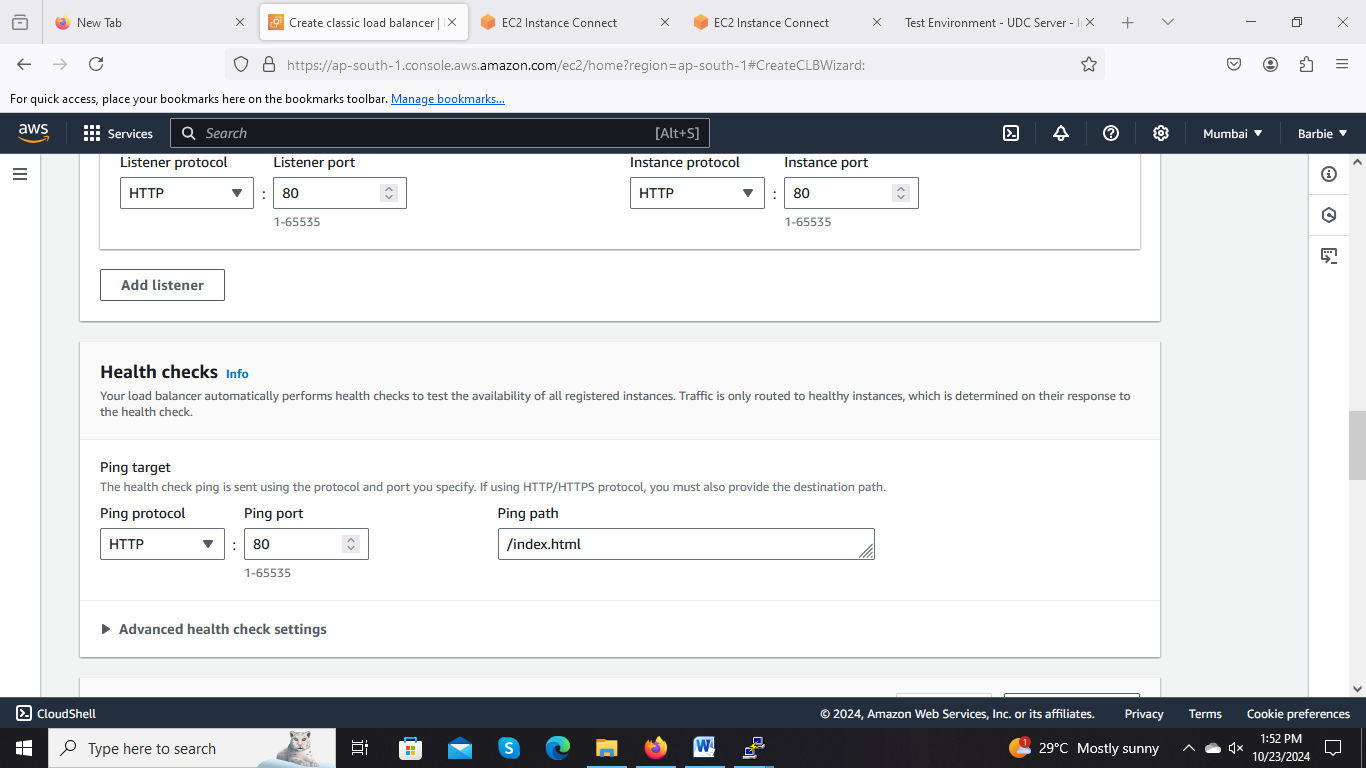 New Tab
Create classic load balancer |
EC2 Instance Connect
EC2 Instance Connect
Test Environment - UDC Server -
https://ap-south-1.console.aws.amazon.com/ec2/home?region=ap-south-1#CreateCLBWizard:
For quick access, place your bookmarks here on the bookmarks toolbar. Manage bookmarks...
aws Services Search [Alt+S] Mumbai Barbie
Listener protocol Listener port Instance protocol Instance port
HTTP : 80 HTTP : 80
1-65535 1-65535
Add listener
Health checks Info
Your load balancer automatically performs health checks to test the availability of all registered instances. Traffic is only routed to healthy instances, which is determined on their response to
the health check.
Ping target
The health check ping is sent using the protocol and port you specify. If using HTTP/HTTPS protocol, you must also provide the destination path.
Ping protocol Ping port Ping path
HTTP : 80 /index.html
1-65535
Advanced health check settings
CloudShell © 2024, Amazon Web Services, Inc. or its affiliates. Privacy Terms Cookie preferences
Type here to search 1 29°C Mostly sunny 1:52 PM
10/23/2024